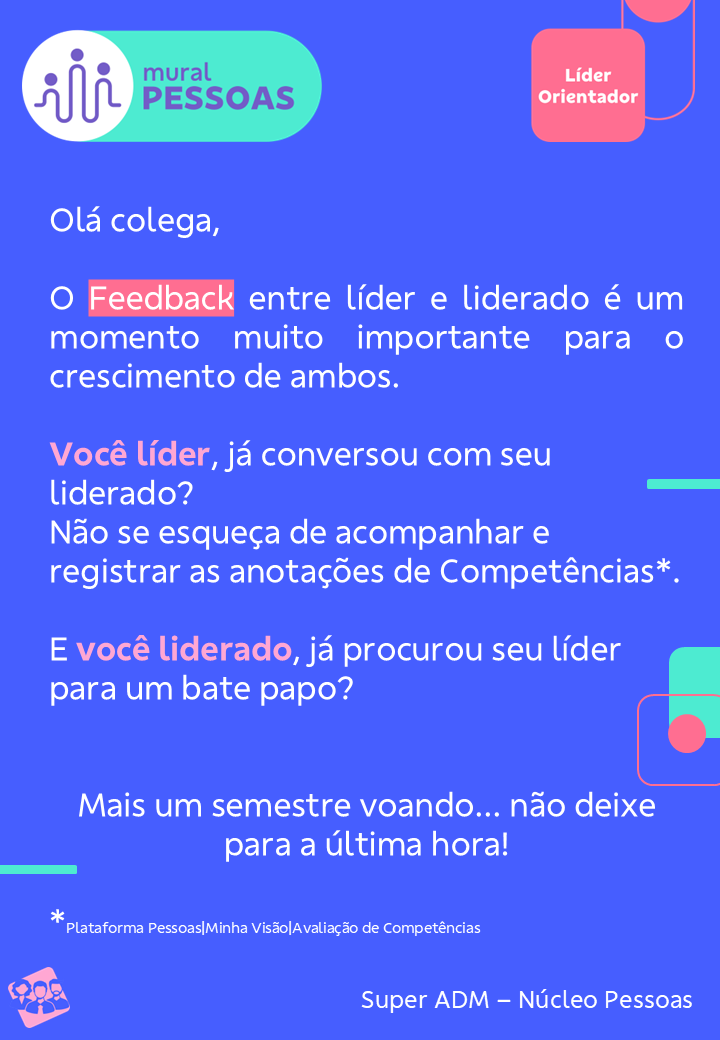 mural
PESSOAS
Líder
Orientador
Olá colega,
O Feedback entre líder e liderado é um
momento muito importante para o
crescimento de ambos.
Você líder, já conversou com seu
liderado?
Não se esqueça de acompanhar e
registrar as anotações de Competências*.
E você liderado, já procurou seu líder
para um bate papo?
Mais um semestre voando... não deixe
para a última hora!
*Plataforma Pessoas|Minha Visão|Avaliação de Competências
Super ADM – Núcleo Pessoas